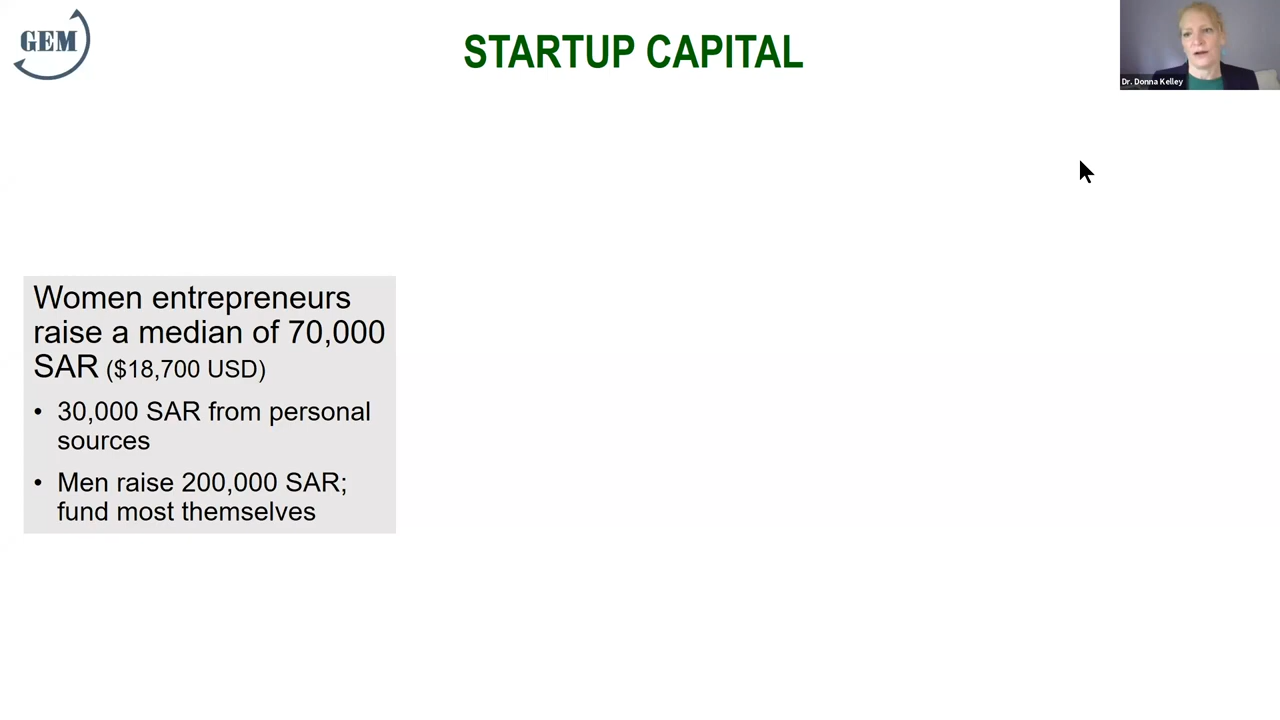 GEM
STARTUP CAPITAL
Dr. Donna Kelley
Women entrepreneurs
raise a median of 70,000
SAR ($18,700 USD)
• 30,000 SAR from personal
sources
• Men raise 200,000 SAR;
fund most themselves